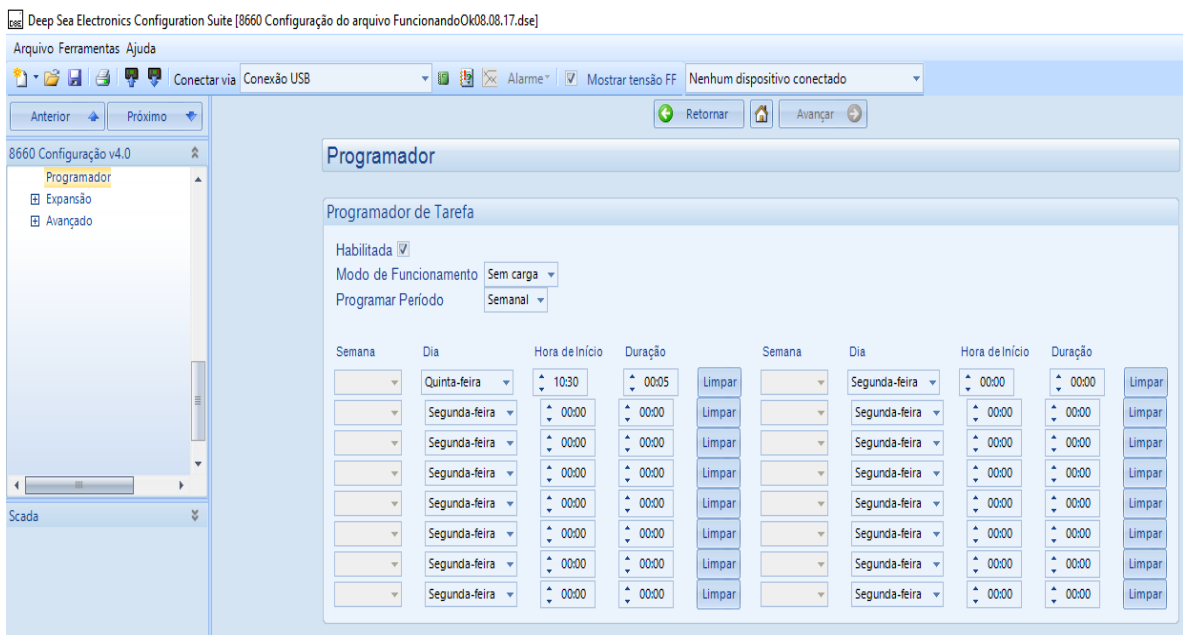 DSE Deep Sea Electronics Configuration Suite [8660 Configuração do arquivo FuncionandoOk08.08.17.dse]
Arquivo Ferramentas Ajuda
Conectar via Conexão USB Alarme Mostrar tensão FF Nenhum dispositivo conectado
Anterior Próximo
Retornar Avançar
8660 Configuração v4.0
Programador
Expansão
Avançado
Scada
Programador
Programador de Tarefa
Habilitada
Modo de Funcionamento Sem carga
Programar Período Semanal
Semana Dia Hora de Início Duração Semana Dia Hora de Início Duração
Quinta-feira 10:30 00:05 Limpar Segunda-feira 00:00 00:00 Limpar
Segunda-feira 00:00 00:00 Limpar Segunda-feira 00:00 00:00 Limpar
Segunda-feira 00:00 00:00 Limpar Segunda-feira 00:00 00:00 Limpar
Segunda-feira 00:00 00:00 Limpar Segunda-feira 00:00 00:00 Limpar
Segunda-feira 00:00 00:00 Limpar Segunda-feira 00:00 00:00 Limpar
Segunda-feira 00:00 00:00 Limpar Segunda-feira 00:00 00:00 Limpar
Segunda-feira 00:00 00:00 Limpar Segunda-feira 00:00 00:00 Limpar
Segunda-feira 00:00 00:00 Limpar Segunda-feira 00:00 00:00 Limpar